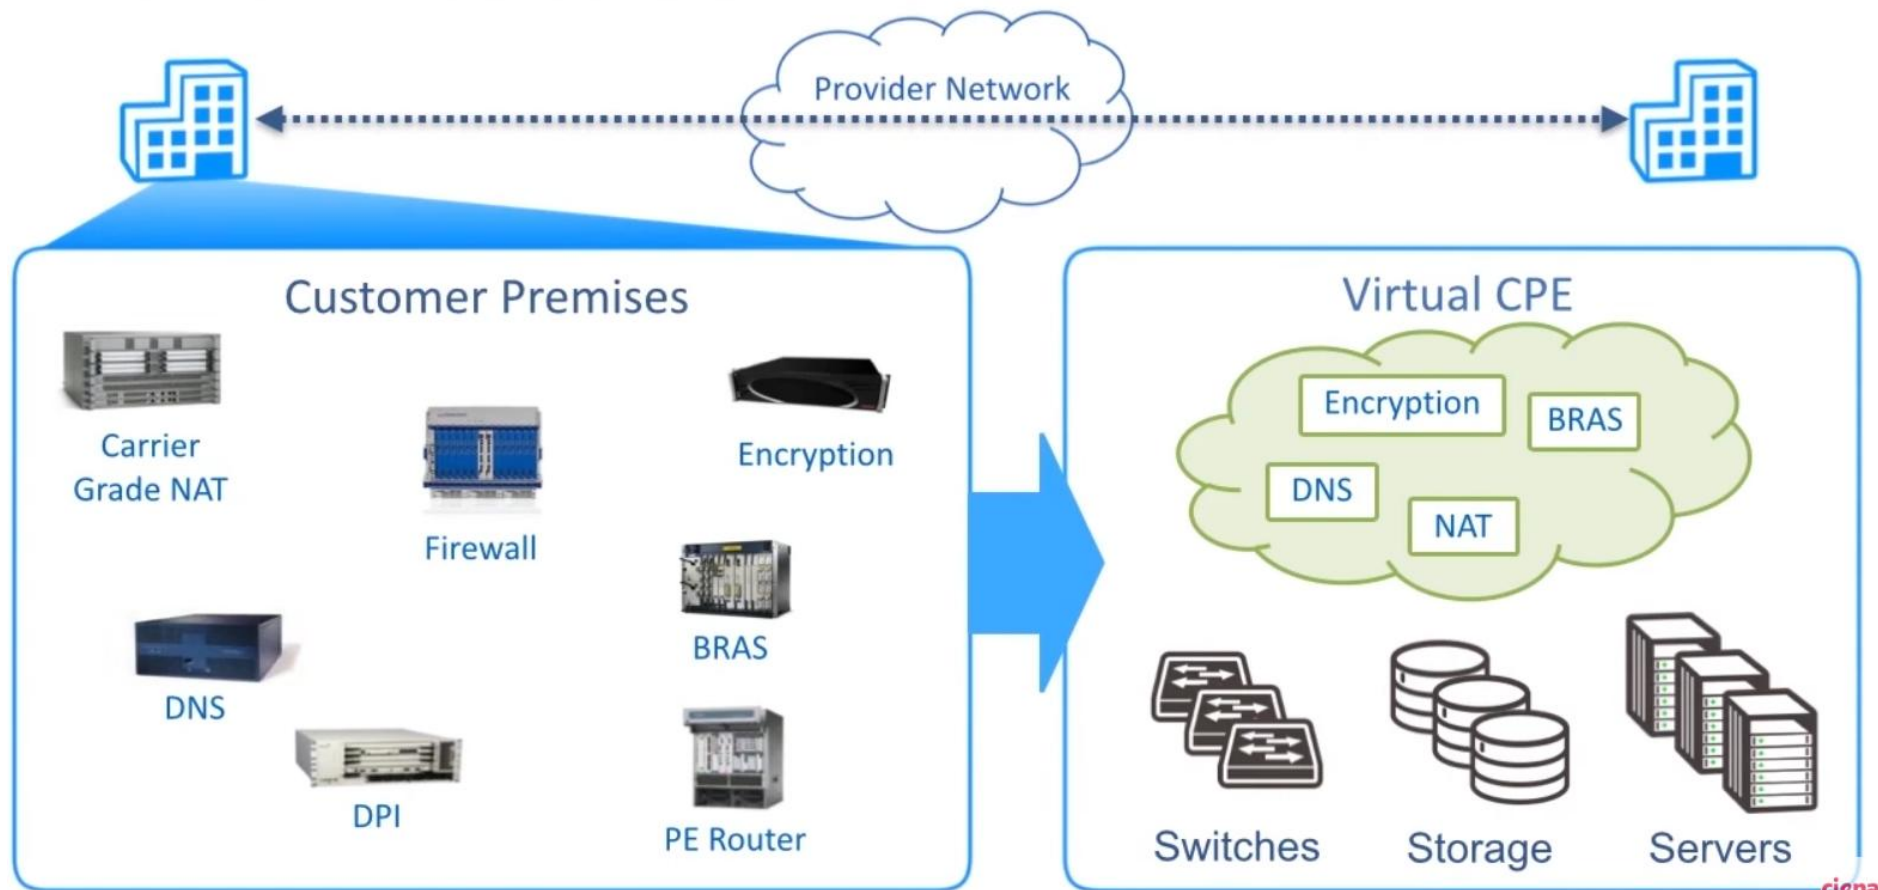 Provider Network
Customer Premises
Carrier
Grade NAT
Firewall
Encryption
BRAS
DNS
DPI
PE Router
Virtual CPE
Encryption
BRAS
DNS
NAT
Switches
Storage
Servers